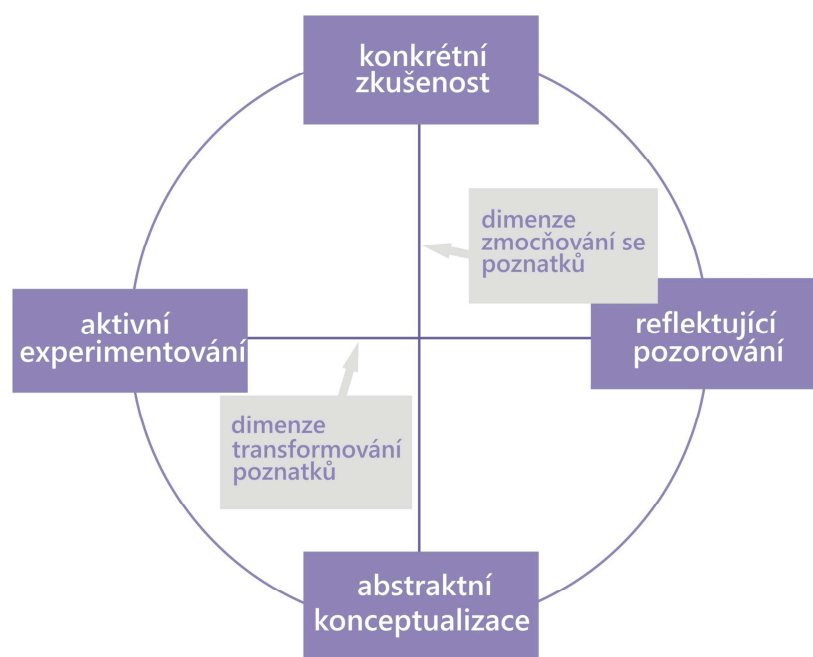 konkrétní
zkušenost
dimenze
zmocňování se
poznatků
aktivní
experimentování
reflektující
pozorování
dimenze
transformování
poznatků
abstraktní
konceptualizace